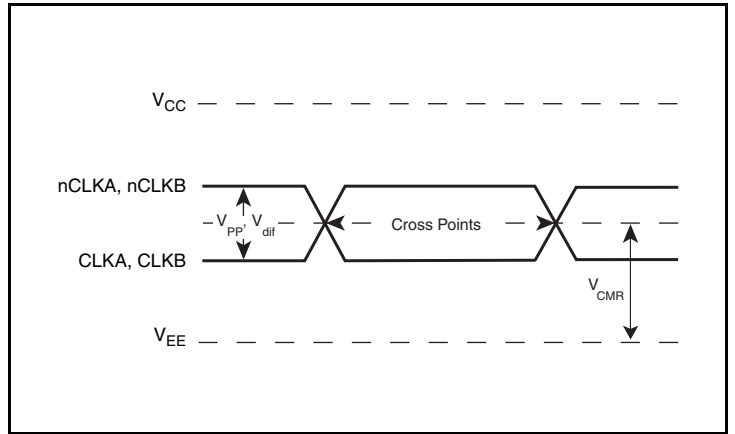 VCC
nCLKA, nCLKB
VPP, Vdif
Cross Points
CLKA, CLKB
VCMR
VEE